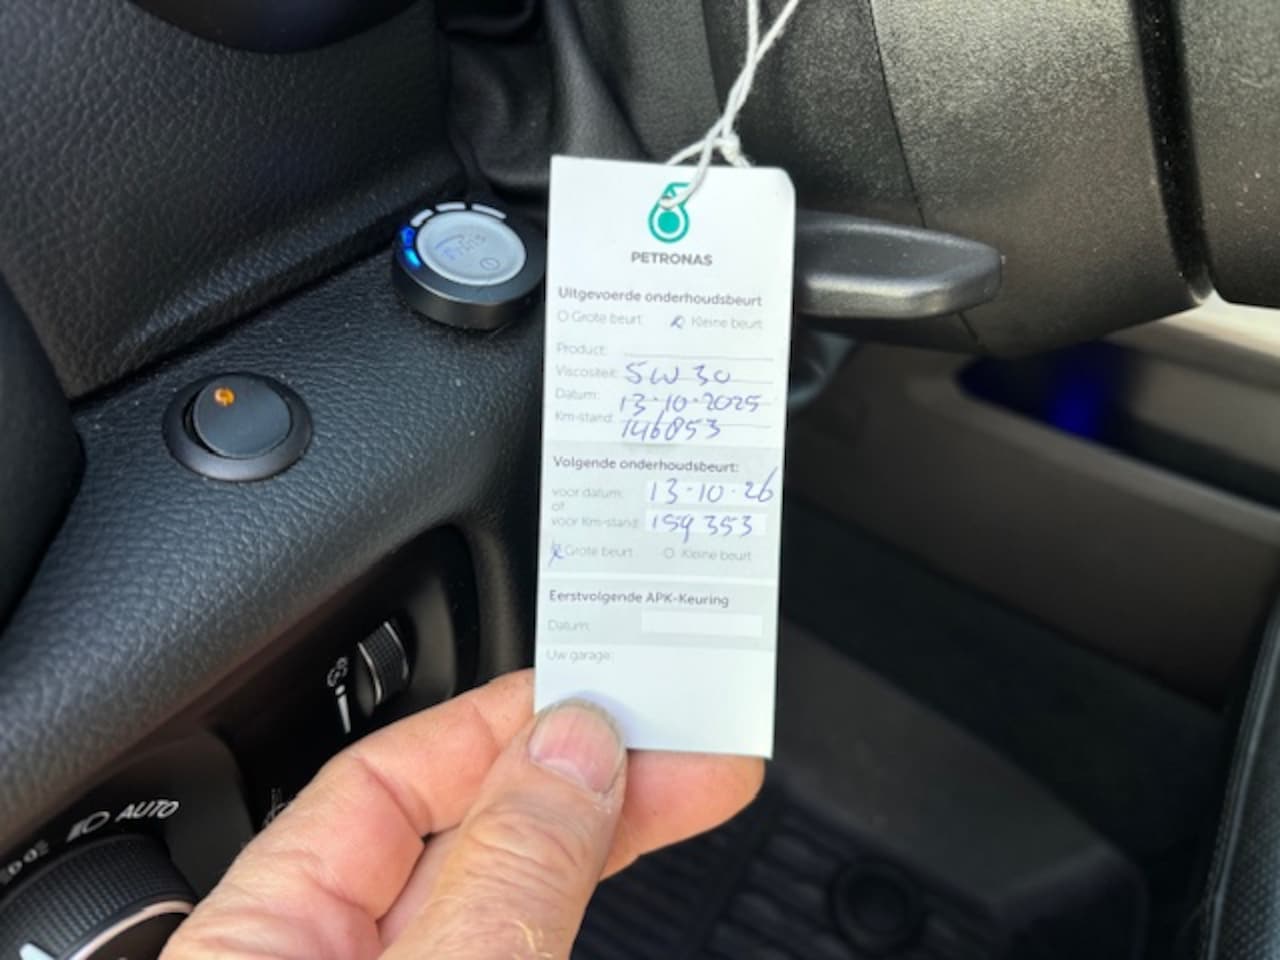 PETRONAS
Uitgevoerde onderhoudsbeurt
Grote beurt Kleine beurt
Product:
Viscositeit: 5W30
Datum: 13-10-2025
Km-stand: 146853
Volgende onderhoudsbeurt:
voor datum: 13-10-26
of
voor Km-stand: 159353
Grote beurt Kleine beurt
Eerstvolgende APK-Keuring
Datum:
Uw garage:
AUTO